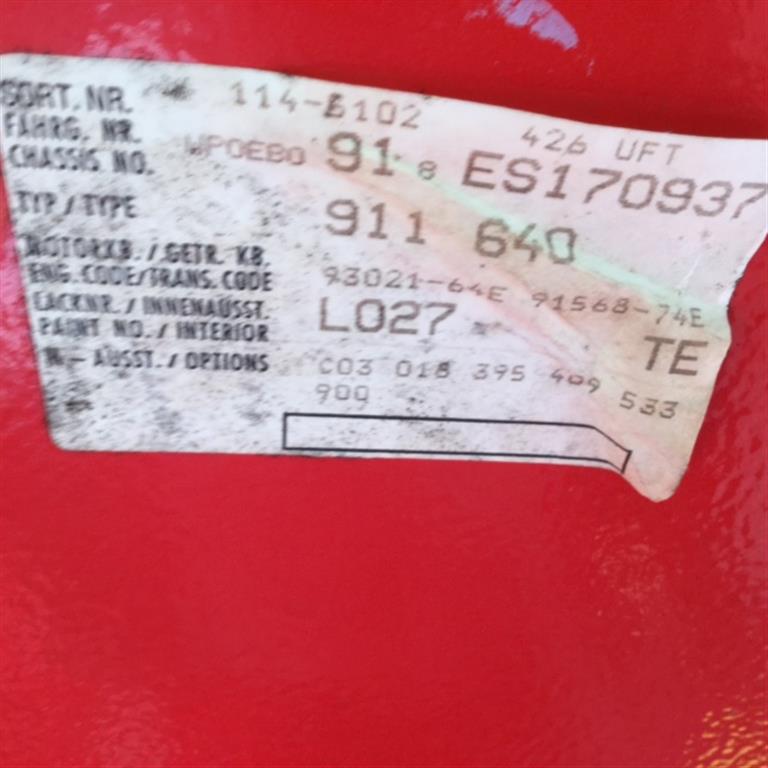 SORT. NR. 114-6102 426 UFT
FAHRG. NR.
CHASSIS NO. WP0EB0 91 8 ES170937
TYP / TYPE 911 640
MOTORKB. / GETR. KB.
ENG. CODE/TRANS. CODE 93021-64E 91568-74E
LACKNR. / INNENAUSST.
PAINT NO. / INTERIOR L027 TE
M - AUSST. / OPTIONS C03 018 395 409 533
900